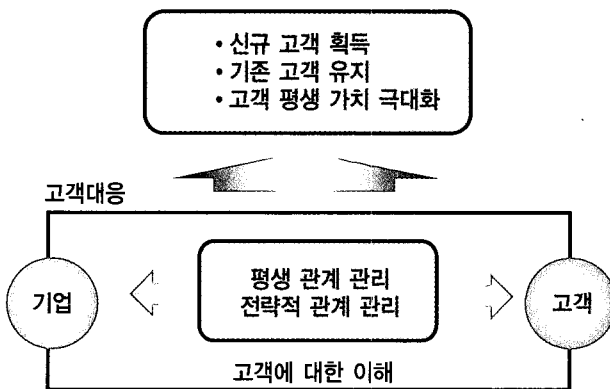 • 신규 고객 획득
• 기존 고객 유지
• 고객 평생 가치 극대화
고객대응
평생 관계 관리
전략적 관계 관리
기업
고객
고객에 대한 이해